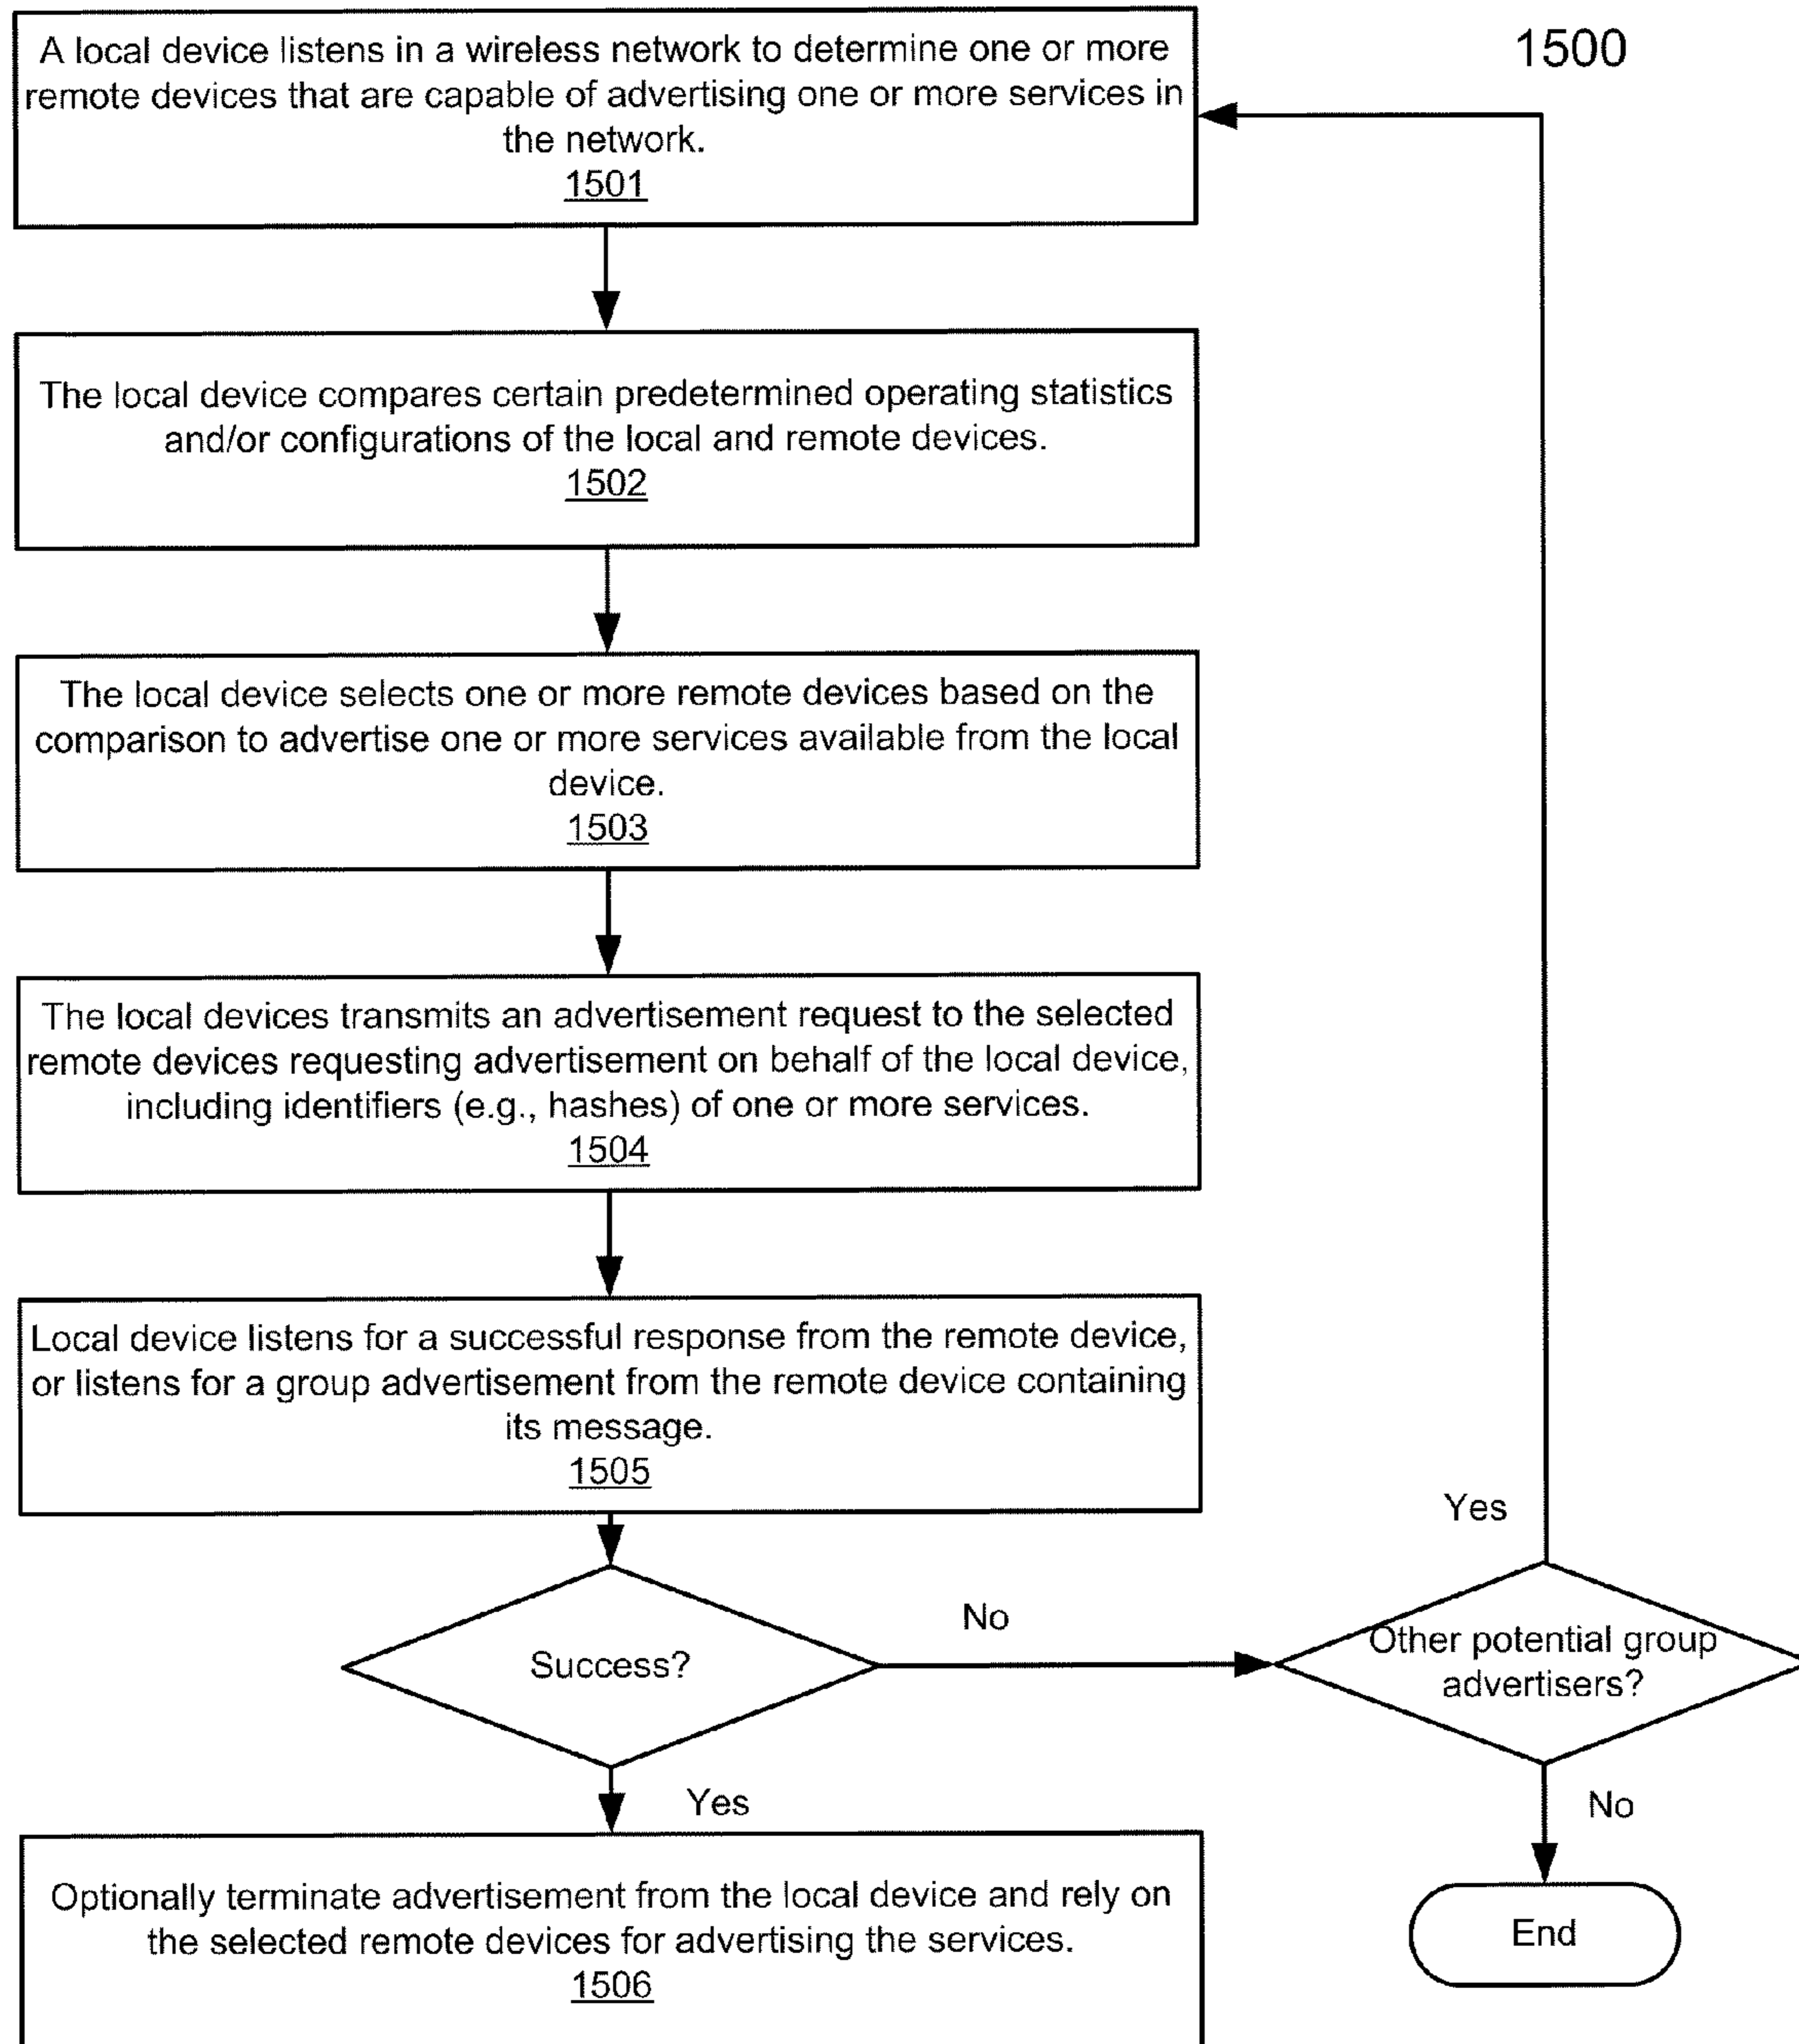 1500
A local device listens in a wireless network to determine one or more
remote devices that are capable of advertising one or more services in
the network.
1501
The local device compares certain predetermined operating statistics
and/or configurations of the local and remote devices.
1502
The local device selects one or more remote devices based on the
comparison to advertise one or more services available from the local
device.
1503
The local devices transmits an advertisement request to the selected
remote devices requesting advertisement on behalf of the local device,
including identifiers (e.g., hashes) of one or more services.
1504
Local device listens for a successful response from the remote device,
or listens for a group advertisement from the remote device containing
its message.
1505
Success?
No
Yes
Other potential group
advertisers?
Yes
No
End
Optionally terminate advertisement from the local device and rely on
the selected remote devices for advertising the services.
1506